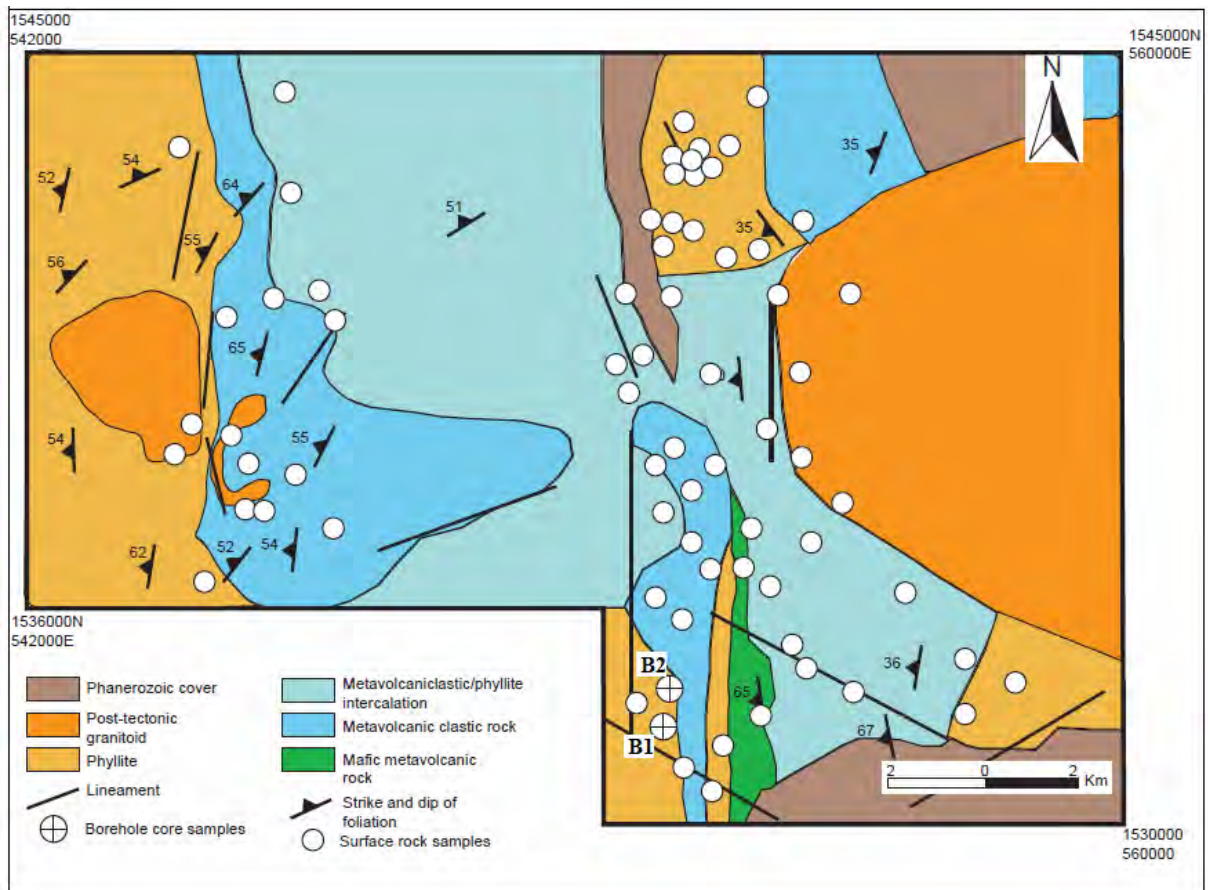 1545000
542000
1545000N
560000E
N
54
52
64
35
51
55
35
56
65
54
55
62
52
54
1536000N
542000E
B2
36
65
67
B1
2 0 2 Km
Phanerozoic cover
Post-tectonic
granitoid
Phyllite
Lineament
Borehole core samples
Metavolcaniclastic/phyllite
intercalation
Metavolcanic clastic rock
Mafic metavolcanic
rock
Strike and dip of
foliation
Surface rock samples
1530000
560000